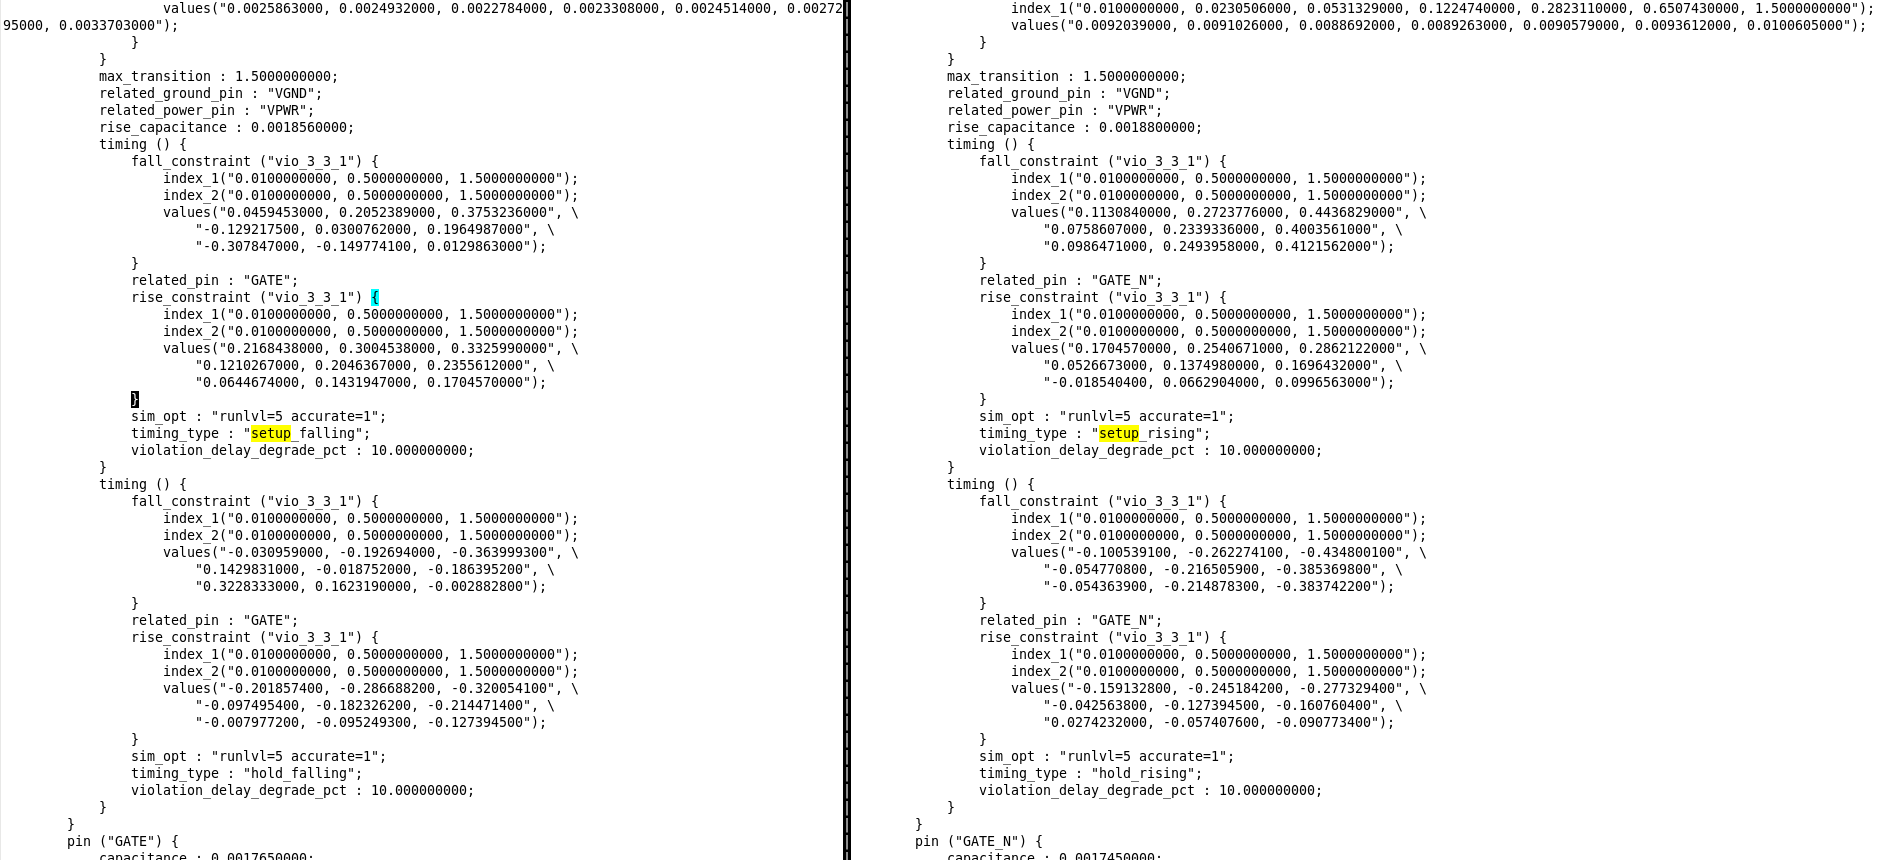 values("0.0025863000, 0.0024932000, 0.0022784000, 0.0023308000, 0.0024514000, 0.00272
95000, 0.0033703000");
                }
            }
            max_transition : 1.5000000000;
            related_ground_pin : "VGND";
            related_power_pin : "VPWR";
            rise_capacitance : 0.0018560000;
            timing () {
                fall_constraint ("vio_3_3_1") {
                    index_1("0.0100000000, 0.5000000000, 1.5000000000");
                    index_2("0.0100000000, 0.5000000000, 1.5000000000");
                    values("0.0459453000, 0.2052389000, 0.3753236000", \
                        "-0.129217500, 0.0300762000, 0.1964987000", \
                        "-0.307847000, -0.149774100, 0.0129863000");
                }
                related_pin : "GATE";
                rise_constraint ("vio_3_3_1") {
                    index_1("0.0100000000, 0.5000000000, 1.5000000000");
                    index_2("0.0100000000, 0.5000000000, 1.5000000000");
                    values("0.2168438000, 0.3004538000, 0.3325990000", \
                        "0.1210267000, 0.2046367000, 0.2355612000", \
                        "0.0644674000, 0.1431947000, 0.1704570000");
                }
                sim_opt : "runlvl=5 accurate=1";
                timing_type : "setup_falling";
                violation_delay_degrade_pct : 10.000000000;
            }
            timing () {
                fall_constraint ("vio_3_3_1") {
                    index_1("0.0100000000, 0.5000000000, 1.5000000000");
                    index_2("0.0100000000, 0.5000000000, 1.5000000000");
                    values("-0.030959000, -0.192694000, -0.363999300", \
                        "0.1429831000, -0.018752000, -0.186395200", \
                        "0.3228333000, 0.1623190000, -0.002882800");
                }
                related_pin : "GATE";
                rise_constraint ("vio_3_3_1") {
                    index_1("0.0100000000, 0.5000000000, 1.5000000000");
                    index_2("0.0100000000, 0.5000000000, 1.5000000000");
                    values("-0.201857400, -0.286688200, -0.320054100", \
                        "-0.097495400, -0.182326200, -0.214471400", \
                        "-0.007977200, -0.095249300, -0.127394500");
                }
                sim_opt : "runlvl=5 accurate=1";
                timing_type : "hold_falling";
                violation_delay_degrade_pct : 10.000000000;
            }
        }
        pin ("GATE") {
            capacitance : 0.0017650000;
                    index_1("0.0100000000, 0.0230506000, 0.0531329000, 0.1224740000, 0.2823110000, 0.6507430000, 1.5000000000");
                    values("0.0092039000, 0.0091026000, 0.0088692000, 0.0089263000, 0.0090579000, 0.0093612000, 0.0100605000");
                }
            }
            max_transition : 1.5000000000;
            related_ground_pin : "VGND";
            related_power_pin : "VPWR";
            rise_capacitance : 0.0018800000;
            timing () {
                fall_constraint ("vio_3_3_1") {
                    index_1("0.0100000000, 0.5000000000, 1.5000000000");
                    index_2("0.0100000000, 0.5000000000, 1.5000000000");
                    values("0.1130840000, 0.2723776000, 0.4436829000", \
                        "0.0758607000, 0.2339336000, 0.4003561000", \
                        "0.0986471000, 0.2493958000, 0.4121562000");
                }
                related_pin : "GATE_N";
                rise_constraint ("vio_3_3_1") {
                    index_1("0.0100000000, 0.5000000000, 1.5000000000");
                    index_2("0.0100000000, 0.5000000000, 1.5000000000");
                    values("0.1704570000, 0.2540671000, 0.2862122000", \
                        "0.0526673000, 0.1374980000, 0.1696432000", \
                        "-0.018540400, 0.0662904000, 0.0996563000");
                }
                sim_opt : "runlvl=5 accurate=1";
                timing_type : "setup_rising";
                violation_delay_degrade_pct : 10.000000000;
            }
            timing () {
                fall_constraint ("vio_3_3_1") {
                    index_1("0.0100000000, 0.5000000000, 1.5000000000");
                    index_2("0.0100000000, 0.5000000000, 1.5000000000");
                    values("-0.100539100, -0.262274100, -0.434800100", \
                        "-0.054770800, -0.216505900, -0.385369800", \
                        "-0.054363900, -0.214878300, -0.383742200");
                }
                related_pin : "GATE_N";
                rise_constraint ("vio_3_3_1") {
                    index_1("0.0100000000, 0.5000000000, 1.5000000000");
                    index_2("0.0100000000, 0.5000000000, 1.5000000000");
                    values("-0.159132800, -0.245184200, -0.277329400", \
                        "-0.042563800, -0.127394500, -0.160760400", \
                        "0.0274232000, -0.057407600, -0.090773400");
                }
                sim_opt : "runlvl=5 accurate=1";
                timing_type : "hold_rising";
                violation_delay_degrade_pct : 10.000000000;
            }
        }
        pin ("GATE_N") {
            capacitance : 0.0017450000;